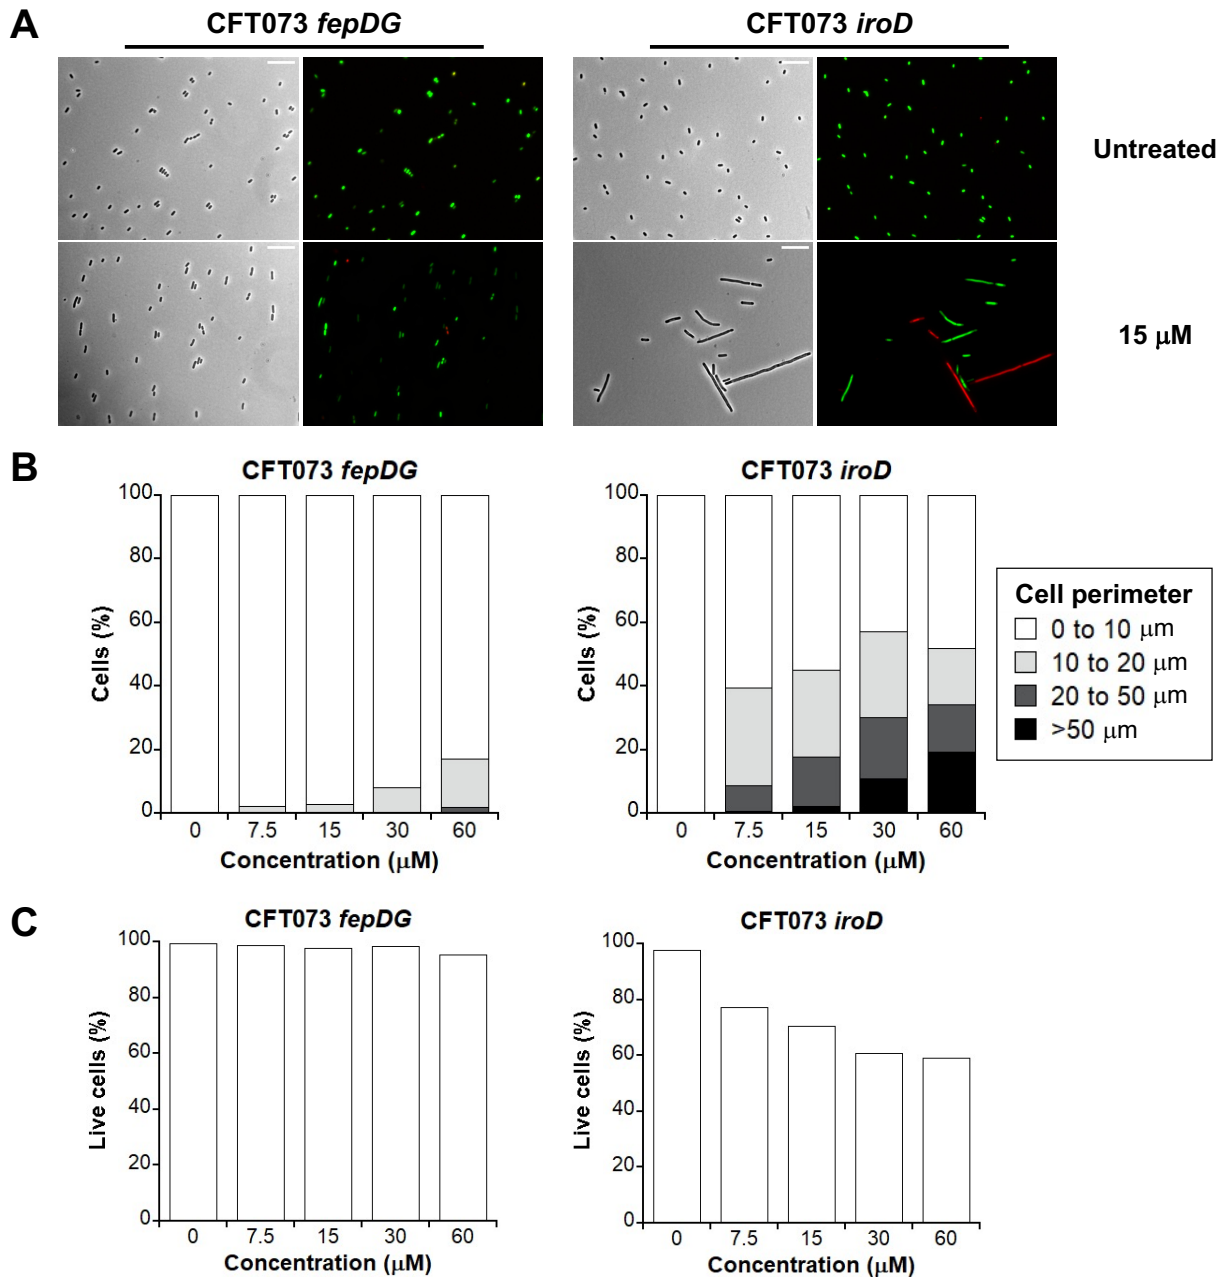 A
CFT073 fepDG
CFT073 iroD
Untreated
15 μM
B
CFT073 fepDG
CFT073 iroD
100
80
60
40
20
0
Cells (%)
0 7.5 15 30 60
Concentration (μM)
100
80
60
40
20
0
Cells (%)
0 7.5 15 30 60
Concentration (μM)
Cell perimeter
0 to 10 μm
10 to 20 μm
20 to 50 μm
>50 μm
C
CFT073 fepDG
CFT073 iroD
100
80
60
40
20
0
Live cells (%)
0 7.5 15 30 60
Concentration (μM)
100
80
60
40
20
0
Live cells (%)
0 7.5 15 30 60
Concentration (μM)